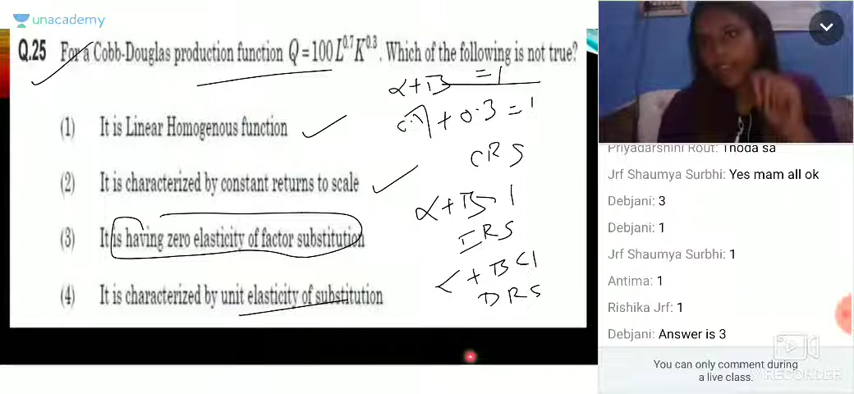 unacademy
Q.25 For a Cobb-Douglas production function Q = 100 L^0.7 K^0.3. Which of the following is not true?
α+β = 1
0.7 + 0.3 = 1
(1) It is Linear Homogenous function
CRS
(2) It is characterized by constant returns to scale
α+β > 1
IRS
(3) It is having zero elasticity of factor substitution
α+β < 1
(4) It is characterized by unit elasticity of substitution
DRS
Priyadarshini Rout: Thoda sa
Jrf Shaumya Surbhi: Yes mam all ok
Debjani: 3
Debjani: 1
Jrf Shaumya Surbhi: 1
Antima: 1
Rishika Jrf: 1
Debjani: Answer is 3
You can only comment during
a live class.
RECORDER